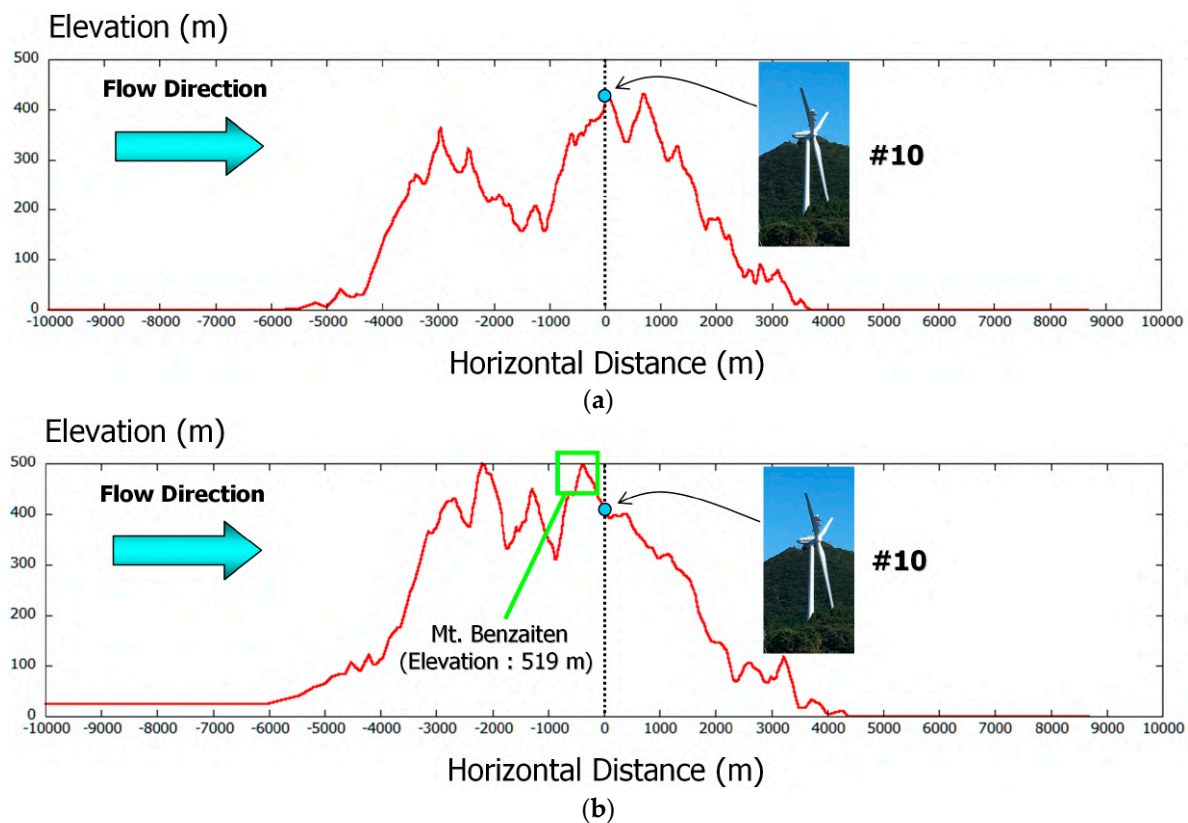 Elevation (m)
500
Flow Direction
400
#10
300
200
100
0
-10000 -9000 -8000 -7000 -6000 -5000 -4000 -3000 -2000 -1000 0 1000 2000 3000 4000 5000 6000 7000 8000 9000 10000
Horizontal Distance (m)
(a)
Elevation (m)
500
Flow Direction
400
#10
300
200
Mt. Benzaiten
(Elevation : 519 m)
100
0
-10000 -9000 -8000 -7000 -6000 -5000 -4000 -3000 -2000 -1000 0 1000 2000 3000 4000 5000 6000 7000 8000 9000 10000
Horizontal Distance (m)
(b)